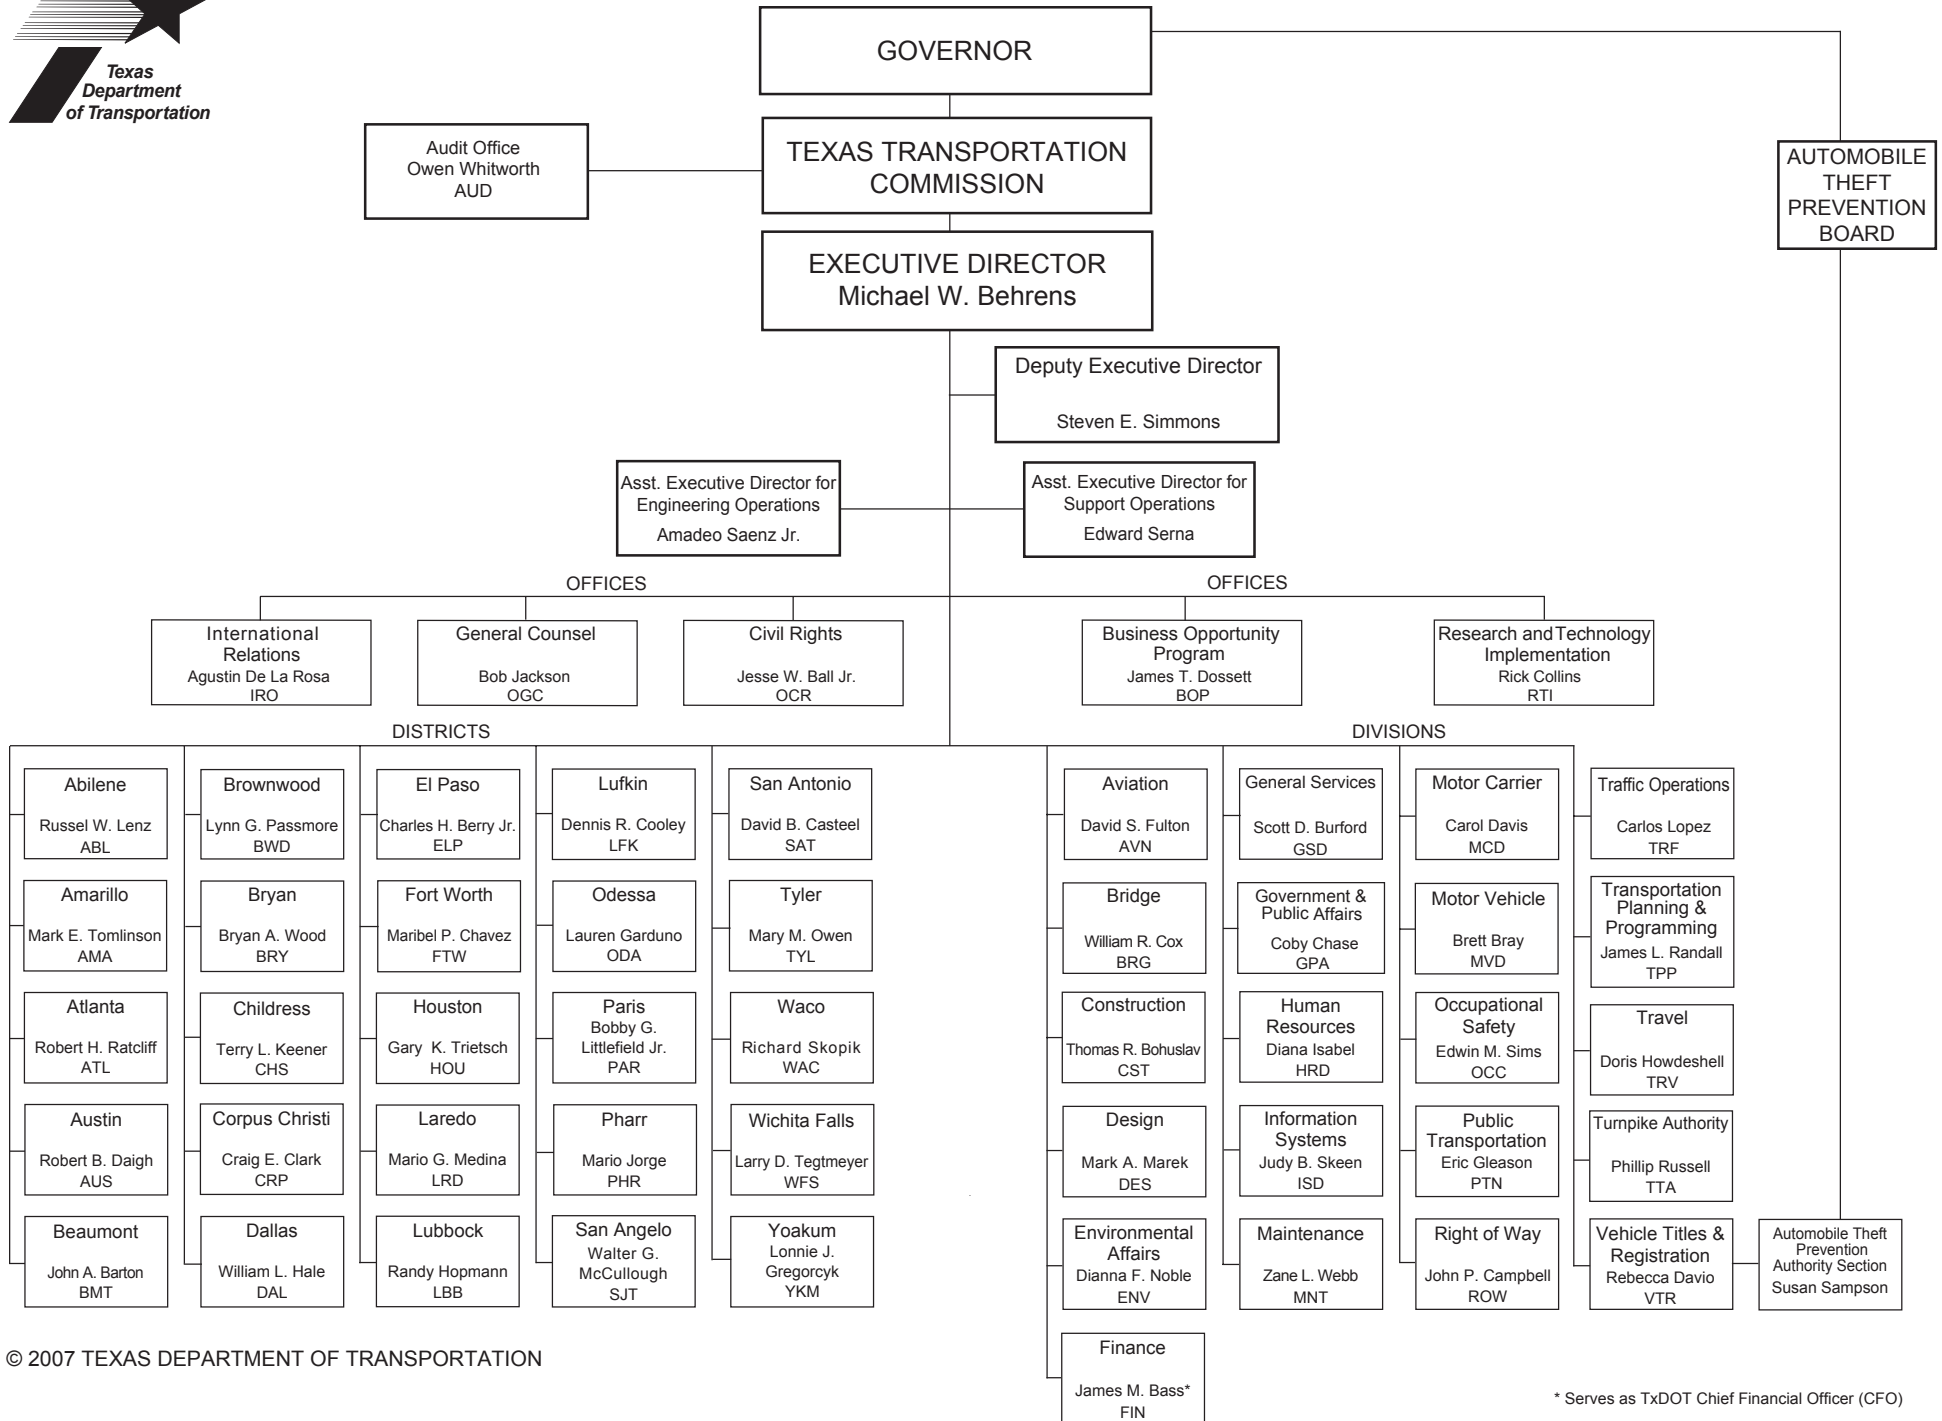 Texas
Department
of Transportation
GOVERNOR
Audit Office
Owen Whitworth
AUD
TEXAS TRANSPORTATION
COMMISSION
AUTOMOBILE
THEFT
PREVENTION
BOARD
EXECUTIVE DIRECTOR
Michael W. Behrens
Deputy Executive Director
Steven E. Simmons
Asst. Executive Director for
Engineering Operations
Amadeo Saenz Jr.
Asst. Executive Director for
Support Operations
Edward Serna
OFFICES
OFFICES
International
Relations
Agustin De La Rosa
IRO
General Counsel
Bob Jackson
OGC
Civil Rights
Jesse W. Ball Jr.
OCR
Business Opportunity
Program
James T. Dossett
BOP
Research and Technology
Implementation
Rick Collins
RTI
DISTRICTS
Abilene
Russel W. Lenz
ABL
Amarillo
Mark E. Tomlinson
AMA
Atlanta
Robert H. Ratcliff
ATL
Austin
Robert B. Daigh
AUS
Beaumont
John A. Barton
BMT
Brownwood
Lynn G. Passmore
BWD
Bryan
Bryan A. Wood
BRY
Childress
Terry L. Keener
CHS
Corpus Christi
Craig E. Clark
CRP
Dallas
William L. Hale
DAL
El Paso
Charles H. Berry Jr.
ELP
Fort Worth
Maribel P. Chavez
FTW
Houston
Gary K. Trietsch
HOU
Laredo
Mario G. Medina
LRD
Lubbock
Randy Hopmann
LBB
Lufkin
Dennis R. Cooley
LFK
Odessa
Lauren Garduno
ODA
Paris
Bobby G.
Littlefield Jr.
PAR
Pharr
Mario Jorge
PHR
San Angelo
Walter G.
McCullough
SJT
San Antonio
David B. Casteel
SAT
Tyler
Mary M. Owen
TYL
Waco
Richard Skopik
WAC
Wichita Falls
Larry D. Tegtmeyer
WFS
Yoakum
Lonnie J.
Gregorcyk
YKM
DIVISIONS
Aviation
David S. Fulton
AVN
Bridge
William R. Cox
BRG
Construction
Thomas R. Bohuslav
CST
Design
Mark A. Marek
DES
Environmental
Affairs
Dianna F. Noble
ENV
Finance
James M. Bass*
FIN
General Services
Scott D. Burford
GSD
Government &
Public Affairs
Coby Chase
GPA
Human
Resources
Diana Isabel
HRD
Information
Systems
Judy B. Skeen
ISD
Maintenance
Zane L. Webb
MNT
Motor Carrier
Carol Davis
MCD
Motor Vehicle
Brett Bray
MVD
Occupational
Safety
Edwin M. Sims
OCC
Public
Transportation
Eric Gleason
PTN
Right of Way
John P. Campbell
ROW
Traffic Operations
Carlos Lopez
TRF
Transportation
Planning &
Programming
James L. Randall
TPP
Travel
Doris Howdeshell
TRV
Turnpike Authority
Phillip Russell
TTA
Vehicle Titles &
Registration
Rebecca Davio
VTR
Automobile Theft
Prevention
Authority Section
Susan Sampson
© 2007 TEXAS DEPARTMENT OF TRANSPORTATION
* Serves as TxDOT Chief Financial Officer (CFO)